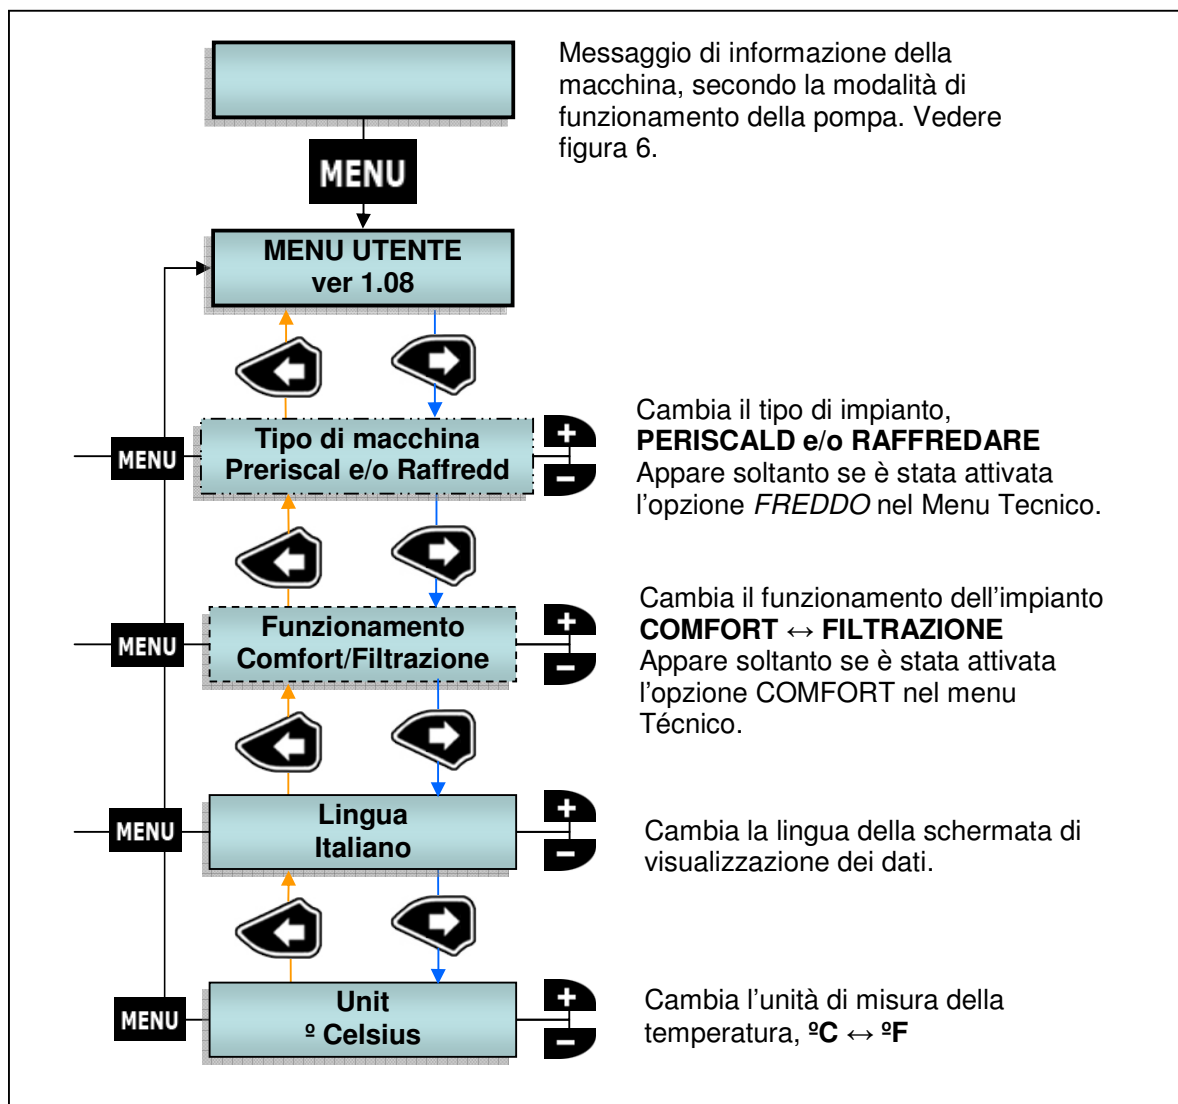 Messaggio di informazione della
macchina, secondo la modalità di
funzionamento della pompa. Vedere
figura 6.
MENU
MENU UTENTE
ver 1.08
Tipo di macchina
Preriscal e/o Raffredd
MENU
+
−
Cambia il tipo di impianto,
PERISCALD e/o RAFFREDARE
Appare soltanto se è stata attivata
l'opzione FREDDO nel Menu Tecnico.
Funzionamento
Comfort/Filtrazione
MENU
+
−
Cambia il funzionamento dell'impianto
COMFORT ↔ FILTRAZIONE
Appare soltanto se è stata attivata
l'opzione COMFORT nel menu
Técnico.
Lingua
Italiano
MENU
+
−
Cambia la lingua della schermata di
visualizzazione dei dati.
Unit
º Celsius
MENU
+
−
Cambia l'unità di misura della
temperatura, ºC ↔ ºF